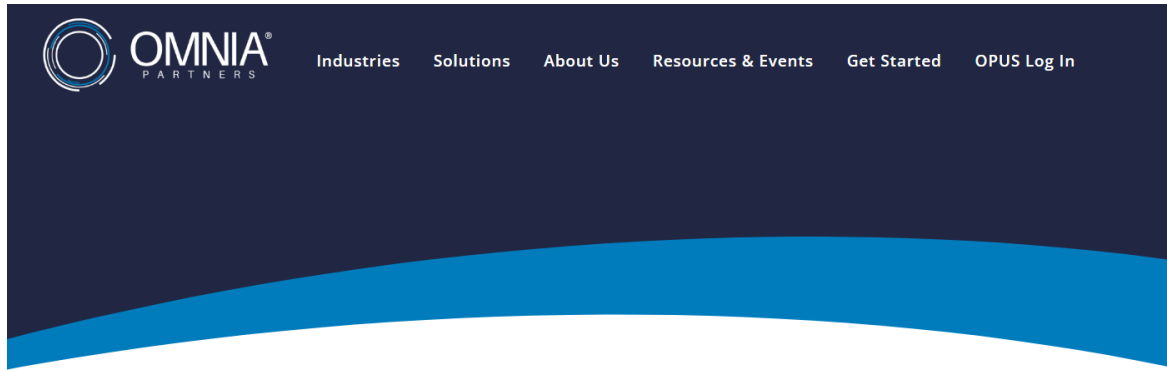 OMNIA®
PARTNERS
Industries Solutions About Us Resources & Events Get Started OPUS Log In